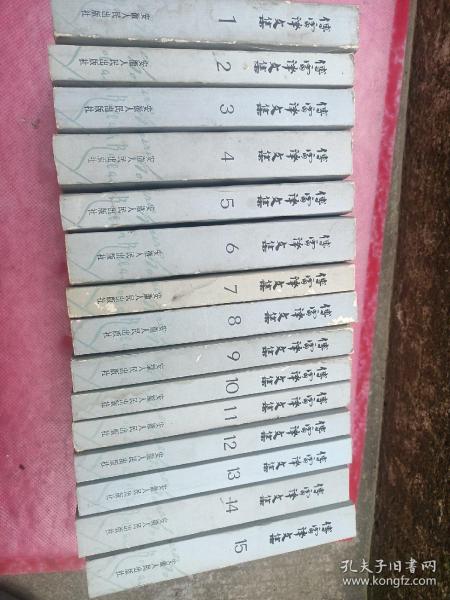 傅雷译文集 1 安徽人民出版社
傅雷译文集 2 安徽人民出版社
傅雷译文集 3 安徽人民出版社
傅雷译文集 4 安徽人民出版社
傅雷译文集 5 安徽人民出版社
傅雷译文集 6 安徽人民出版社
傅雷译文集 7 安徽人民出版社
傅雷译文集 8 安徽人民出版社
傅雷译文集 9 安徽人民出版社
傅雷译文集 10 安徽人民出版社
傅雷译文集 11 安徽人民出版社
傅雷译文集 12 安徽人民出版社
傅雷译文集 13 安徽人民出版社
傅雷译文集 14 安徽人民出版社
傅雷译文集 15 安徽人民出版社
孔夫子旧书网
www.kongfz.com